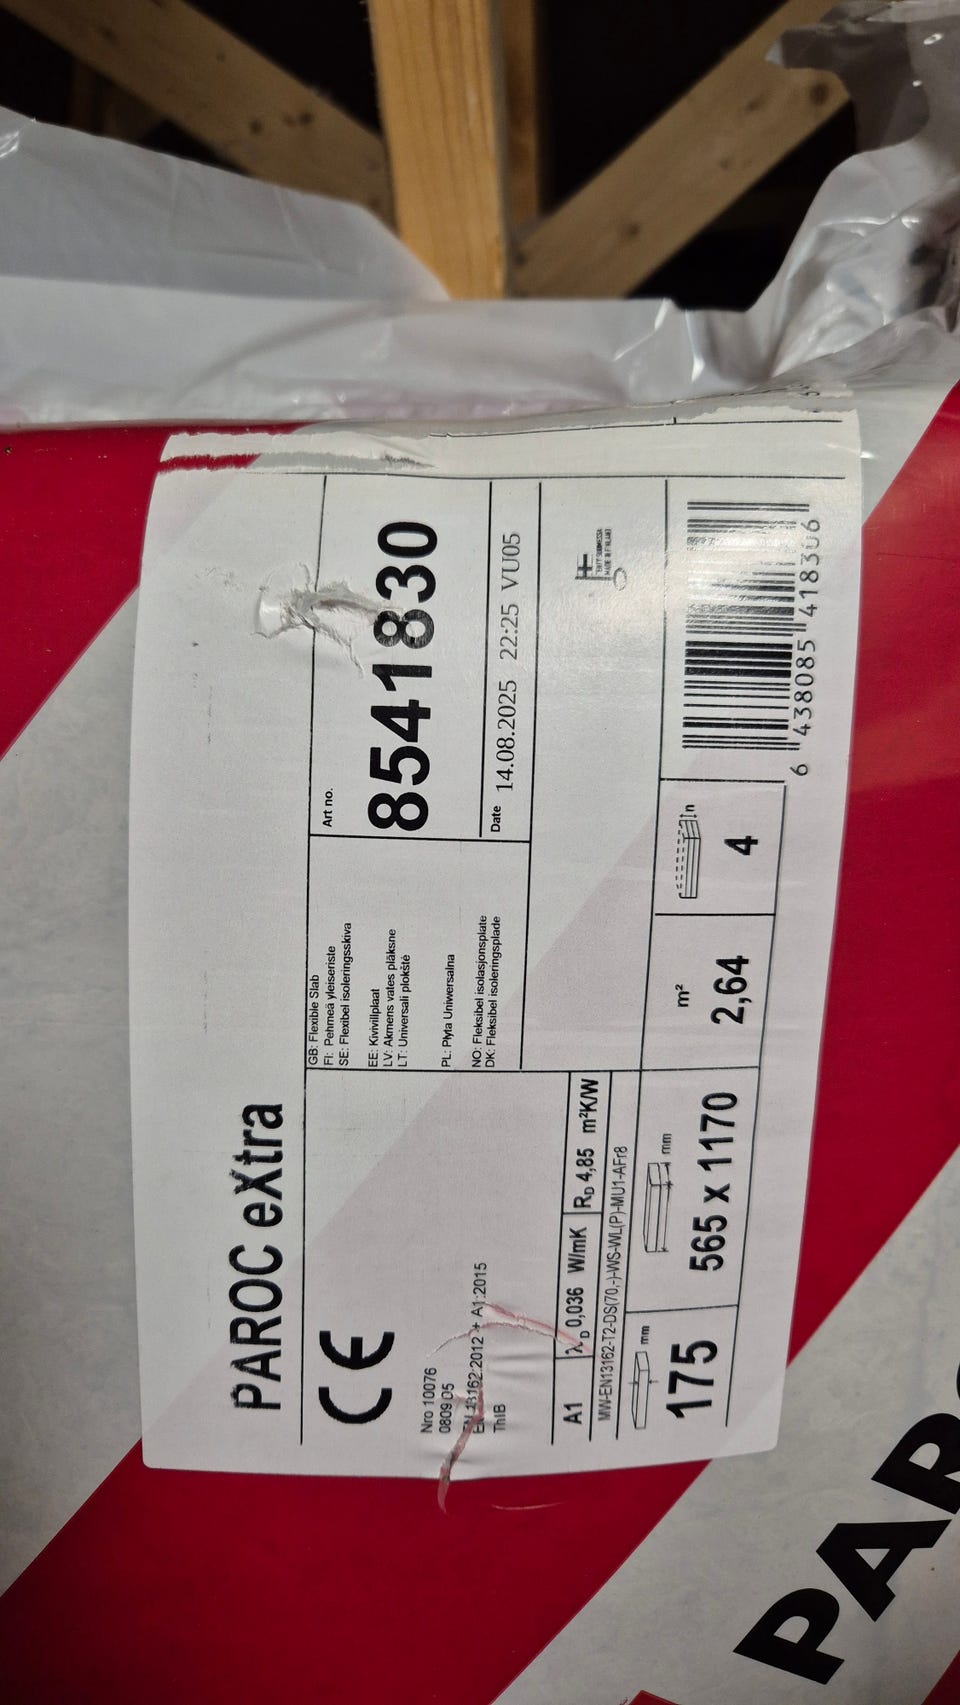 PAROC eXtra
Nro 10076
0809 05
EN 13162:2012 + A1:2015
ThIB
GB: Flexible Slab
FI: Pehmeä yleiseriste
SE: Flexibel isoleringsskiva
EE: Kivivillplaat
LV: Akmens vates plāksne
LT: Universali plokštė
PL: Płyta Uniwersalna
NO: Fleksibel isolasjonsplate
DK: Fleksibel isoleringsplade
Art no.
8541830
Date 14.08.2025 22:25 VU05
A1 λD 0,036 W/mK RD 4,85 m²K/W
MW-EN13162-T2-DS(70,-)-WS-WL(P)-MU1-AFr8
mm
175
mm
565 x 1170
m²
2,64
n
4
MADE IN FINLAND
6 438085 418306
PARO